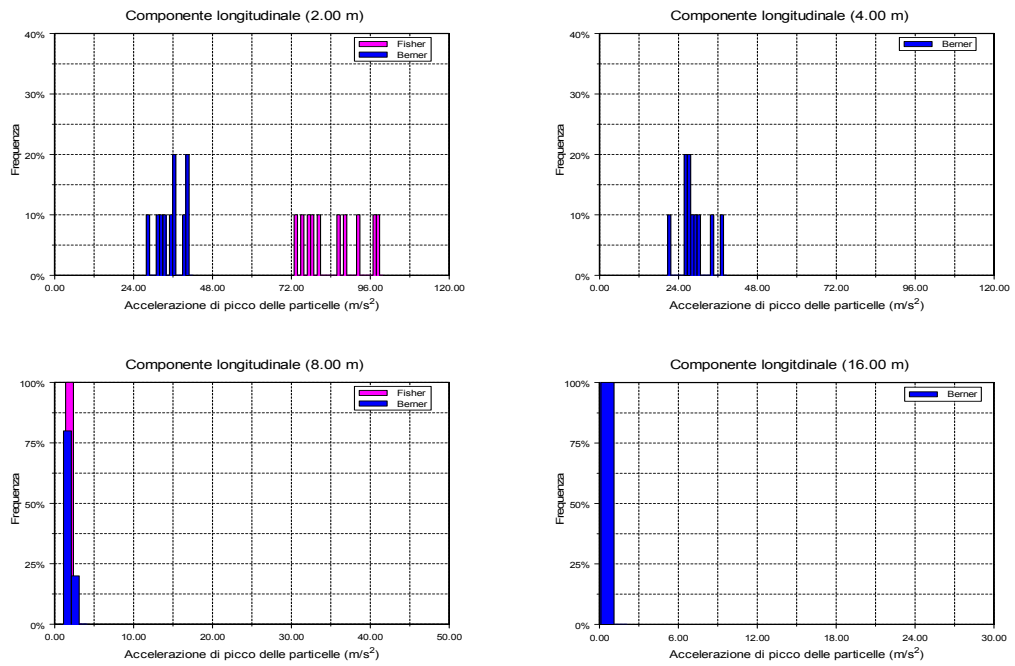 Componente longitudinale (2.00 m)
40%
30%
20%
10%
0%
Frequenza
Fisher
Berner
0.00 24.00 48.00 72.00 96.00 120.00
Accelerazione di picco delle particelle (m/s²)
Componente longitudinale (4.00 m)
40%
30%
20%
10%
0%
Frequenza
Berner
0.00 24.00 48.00 72.00 96.00 120.00
Accelerazione di picco delle particelle (m/s²)
Componente longitudinale (8.00 m)
100%
75%
50%
25%
0%
Frequenza
Fisher
Berner
0.00 10.00 20.00 30.00 40.00 50.00
Accelerazione di picco delle particelle (m/s²)
Componente longitdinale (16.00 m)
100%
75%
50%
25%
0%
Frequenza
Berner
0.00 6.00 12.00 18.00 24.00 30.00
Accelerazione di picco delle particelle (m/s²)